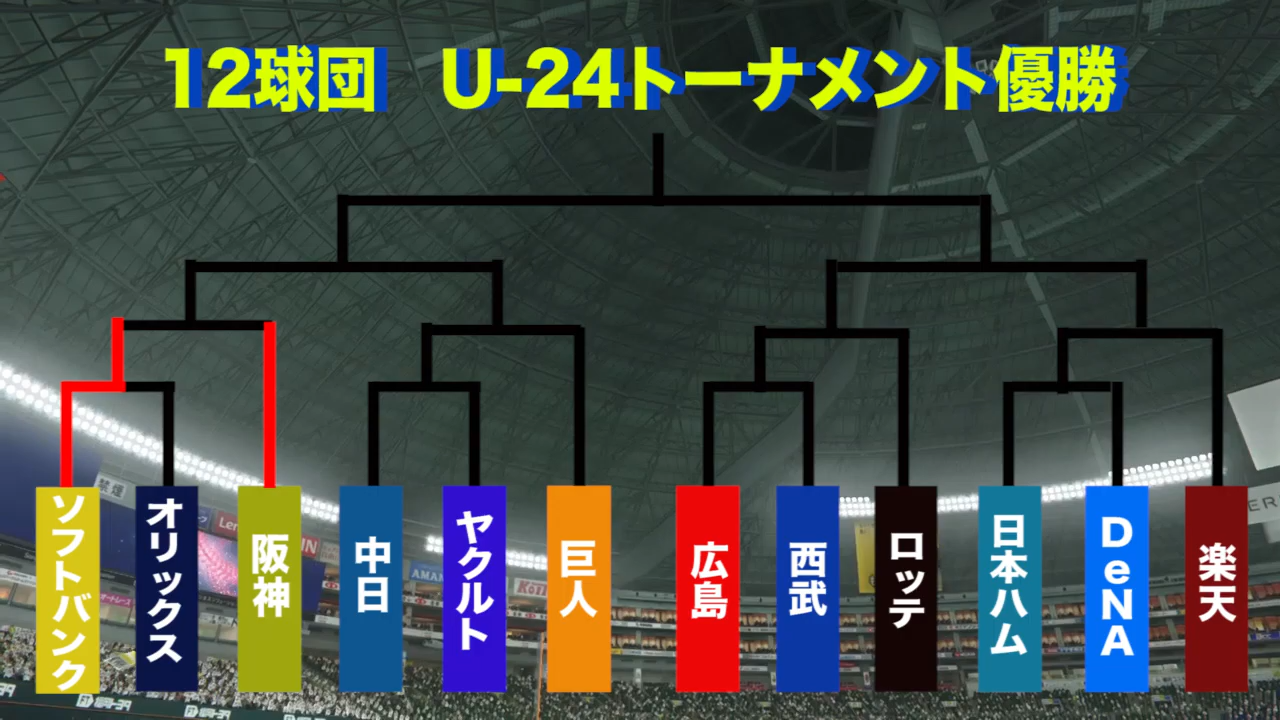 12球団　U-24トーナメント優勝
ソフトバンク
オリックス
阪神
中日
ヤクルト
巨人
広島
西武
ロッテ
日本ハム
DeNA
楽天
禁煙